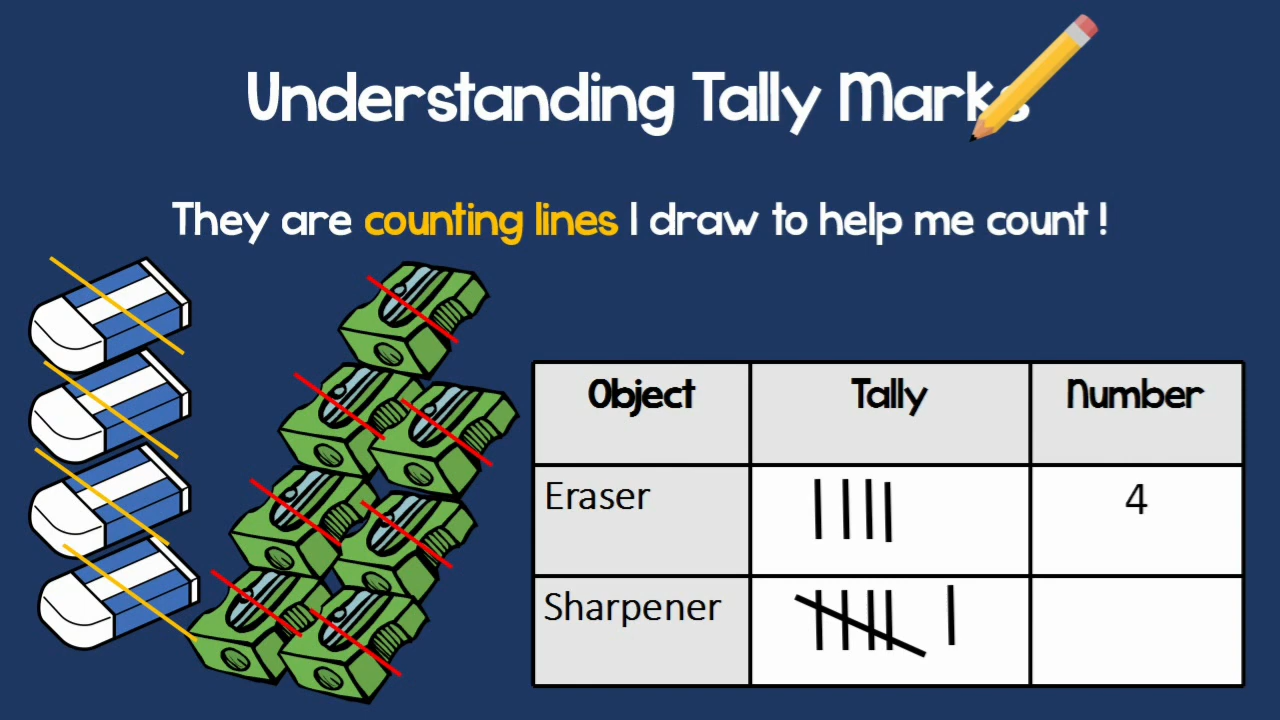 Understanding Tally Marks
They are counting lines I draw to help me count !
Object Tally Number
Eraser 4
Sharpener